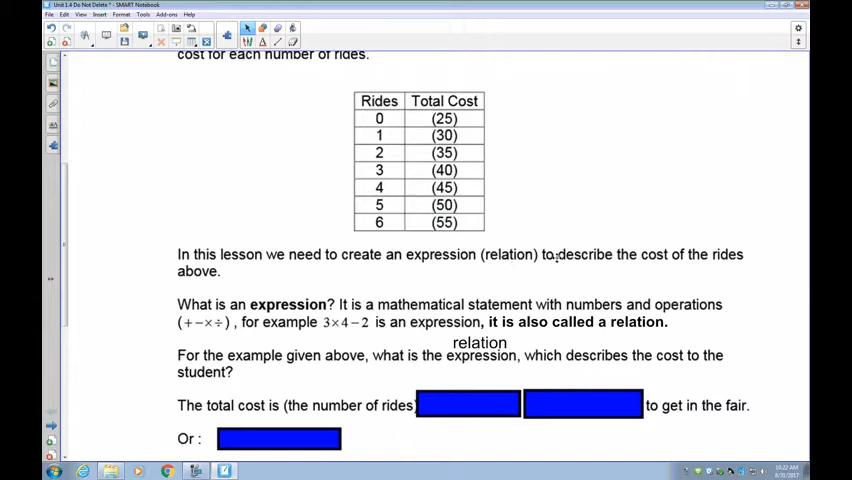 Unit 1.4 Do Not Delete * - SMART Notebook
File Edit View Insert Format Tools Add-ons Help
cost for each number of rides.
Rides Total Cost
0 (25)
1 (30)
2 (35)
3 (40)
4 (45)
5 (50)
6 (55)
In this lesson we need to create an expression (relation) to describe the cost of the rides
above.
What is an expression? It is a mathematical statement with numbers and operations
(+−×÷), for example 3×4−2 is an expression, it is also called a relation.
relation
For the example given above, what is the expression, which describes the cost to the
student?
The total cost is (the number of rides) to get in the fair.
Or :
10:22 AM
8/31/2017